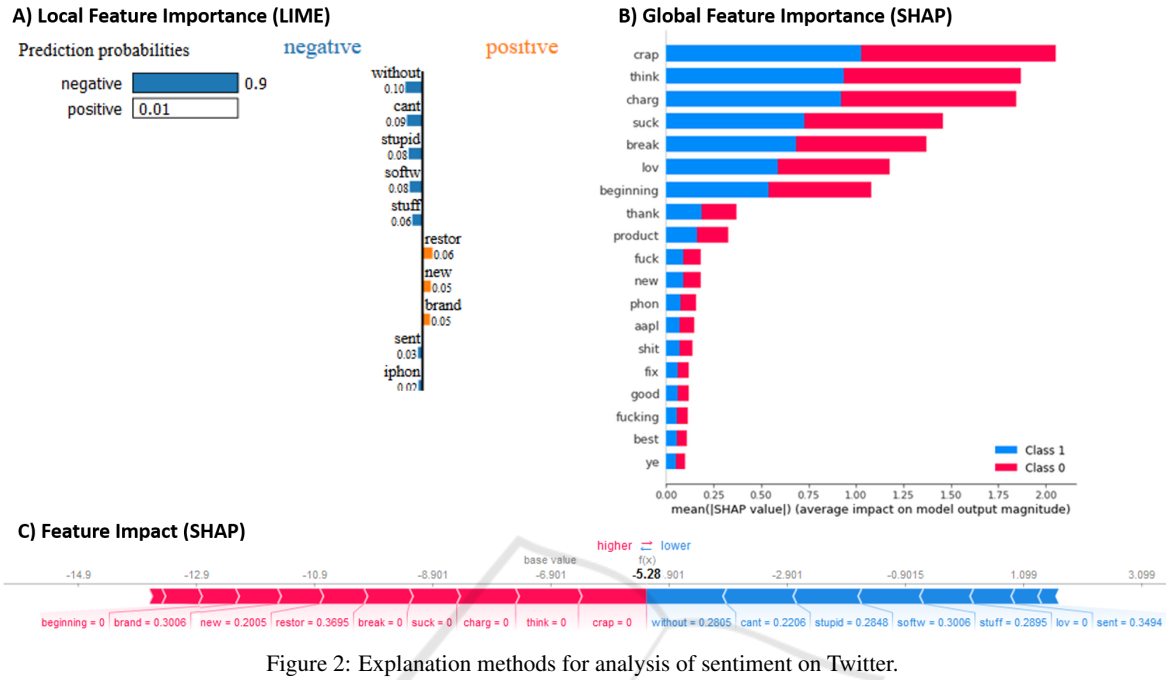 A) Local Feature Importance (LIME)
Prediction probabilities
negative 0.9
positive 0.01
negative positive
without
0.10
cant
0.09
stupid
0.08
softw
0.08
stuff
0.06
restor
0.06
new
0.05
brand
0.05
sent
0.03
iphon
0.02
B) Global Feature Importance (SHAP)
crap
think
charg
suck
break
lov
beginning
thank
product
fuck
new
phon
aapl
shit
fix
good
fucking
best
ye
Class 1
Class 0
0.00 0.25 0.50 0.75 1.00 1.25 1.50 1.75 2.00
mean(|SHAP value|) (average impact on model output magnitude)
C) Feature Impact (SHAP)
higher ⇄ lower
base value f(x)
-14.9 -12.9 -10.9 -8.901 -6.901 -5.28 .901 -2.901 -0.9015 1.099 3.099
beginning = 0 brand = 0.3006 new = 0.2005 restor = 0.3695 break = 0 suck = 0 charg = 0 think = 0 crap = 0 without = 0.2805 cant = 0.2206 stupid = 0.2848 softw = 0.3006 stuff = 0.2895 lov = 0 sent = 0.3494
Figure 2: Explanation methods for analysis of sentiment on Twitter.